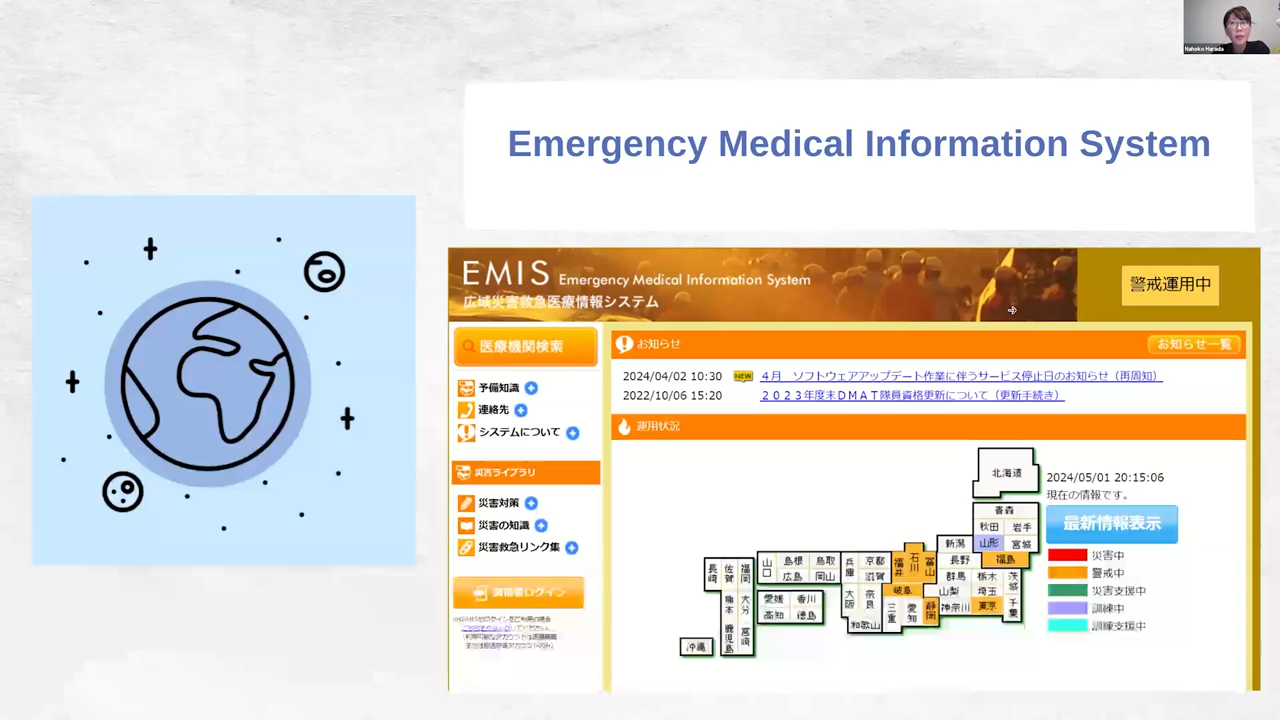 Nahoko Harada
Emergency Medical Information System
EMIS Emergency Medical Information System
広域災害救急医療情報システム
警戒運用中
医療機関検索
予備知識
連絡先
システムについて
災害ライブラリ
災害対策
災害の知識
災害救急リンク集
お知らせ
お知らせ一覧
2024/04/02 10:30 NEW 4月 ソフトウェアアップデート作業に伴うサービス停止日のお知らせ（再周知）
2022/10/06 15:20 ２０２３年度末ＤＭＡＴ隊員資格更新について（更新手続き）
運用状況
2024/05/01 20:15:06
現在の情報です。
最新情報表示
災害中
警戒中
災害支援中
訓練中
訓練支援中
北海道
青森
秋田 岩手
山形 宮城
新潟 福島
長野 群馬 栃木 茨城
山梨 埼玉 千葉
神奈川 東京
石川
福井 富山
岐阜
静岡
愛知
三重
京都
滋賀
兵庫
大阪
奈良
和歌山
山口
島根 鳥取
広島 岡山
愛媛 香川
高知 徳島
長崎 佐賀 福岡
熊本 大分
鹿児島 宮崎
沖縄